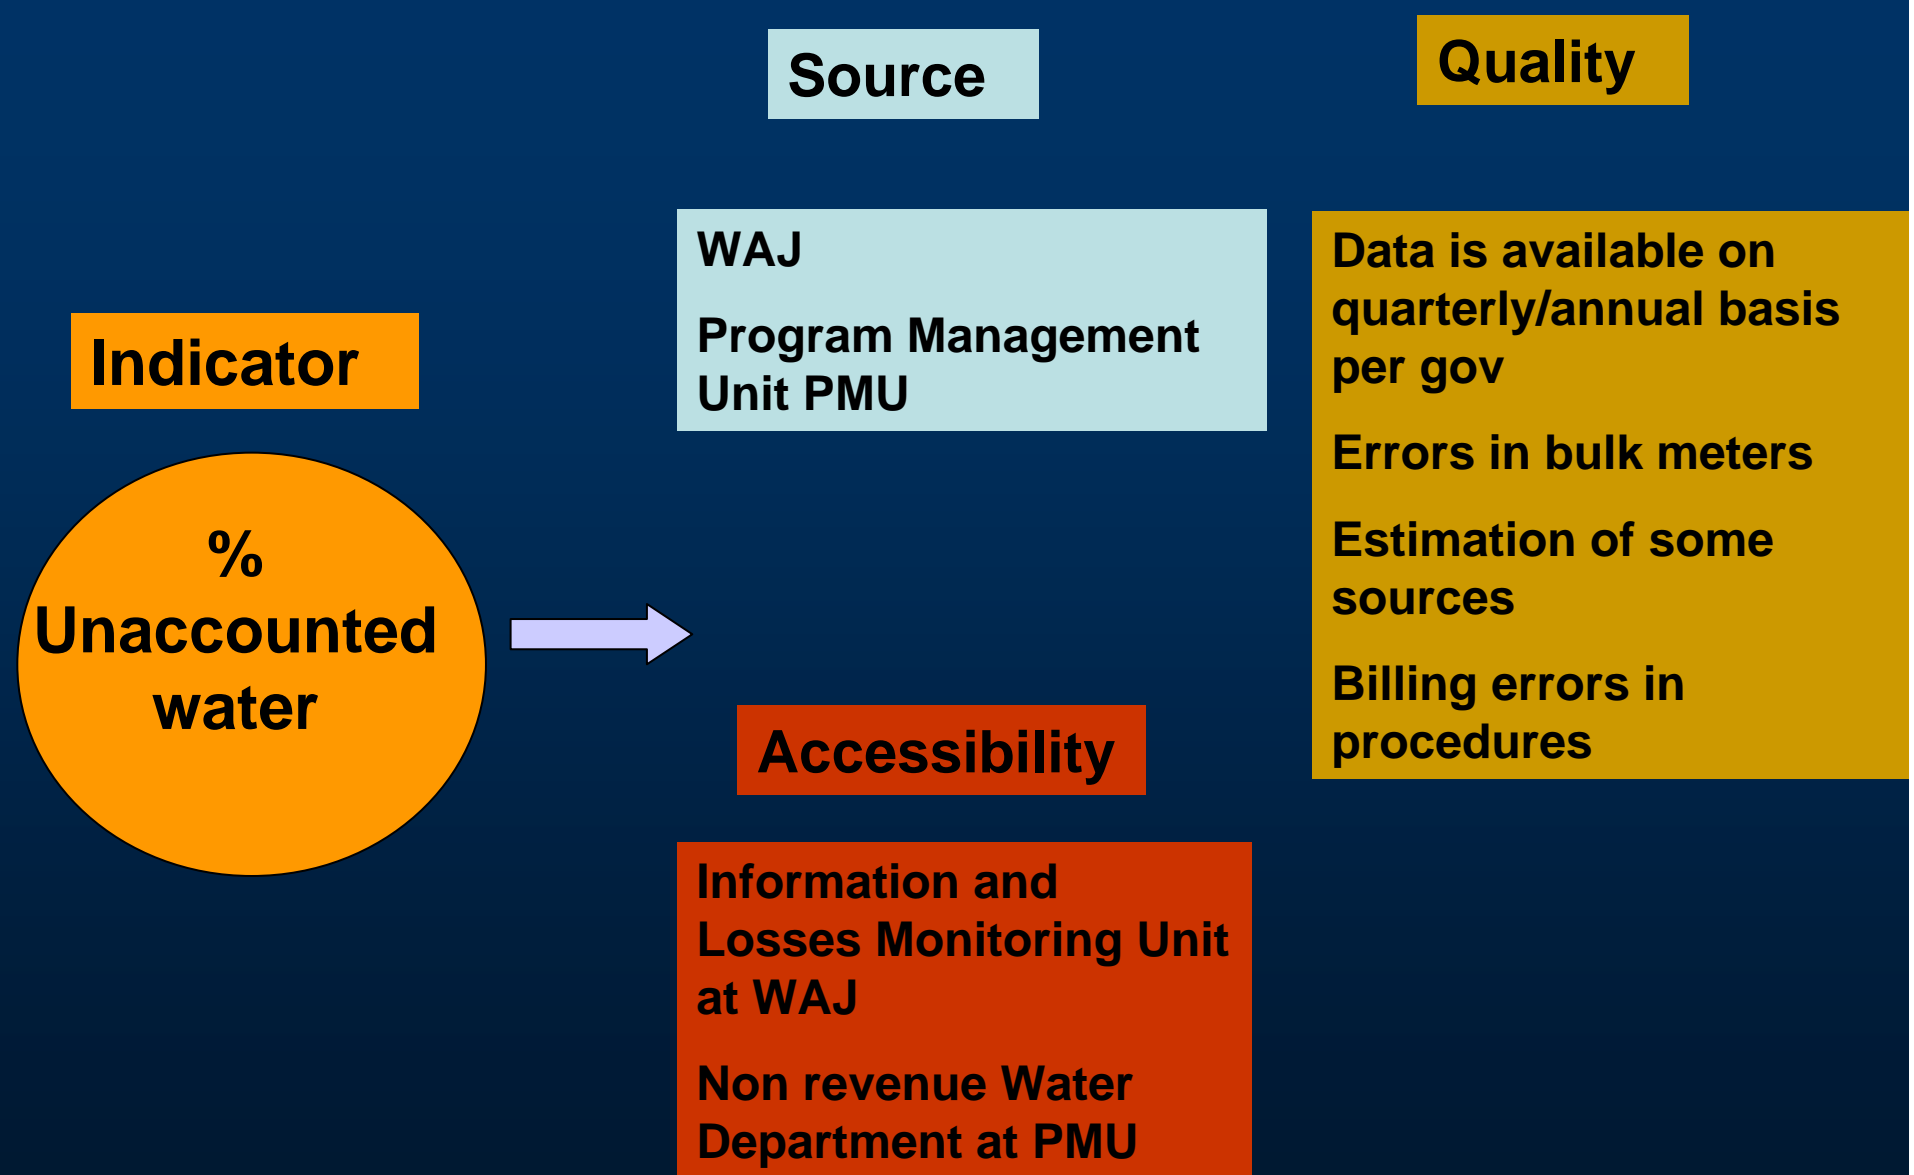 Source
Quality
WAJ
Program Management
Unit PMU
Data is available on
quarterly/annual basis
per gov
Errors in bulk meters
Estimation of some
sources
Billing errors in
procedures
Indicator
%
Unaccounted
water
Accessibility
Information and
Losses Monitoring Unit
at WAJ
Non revenue Water
Department at PMU